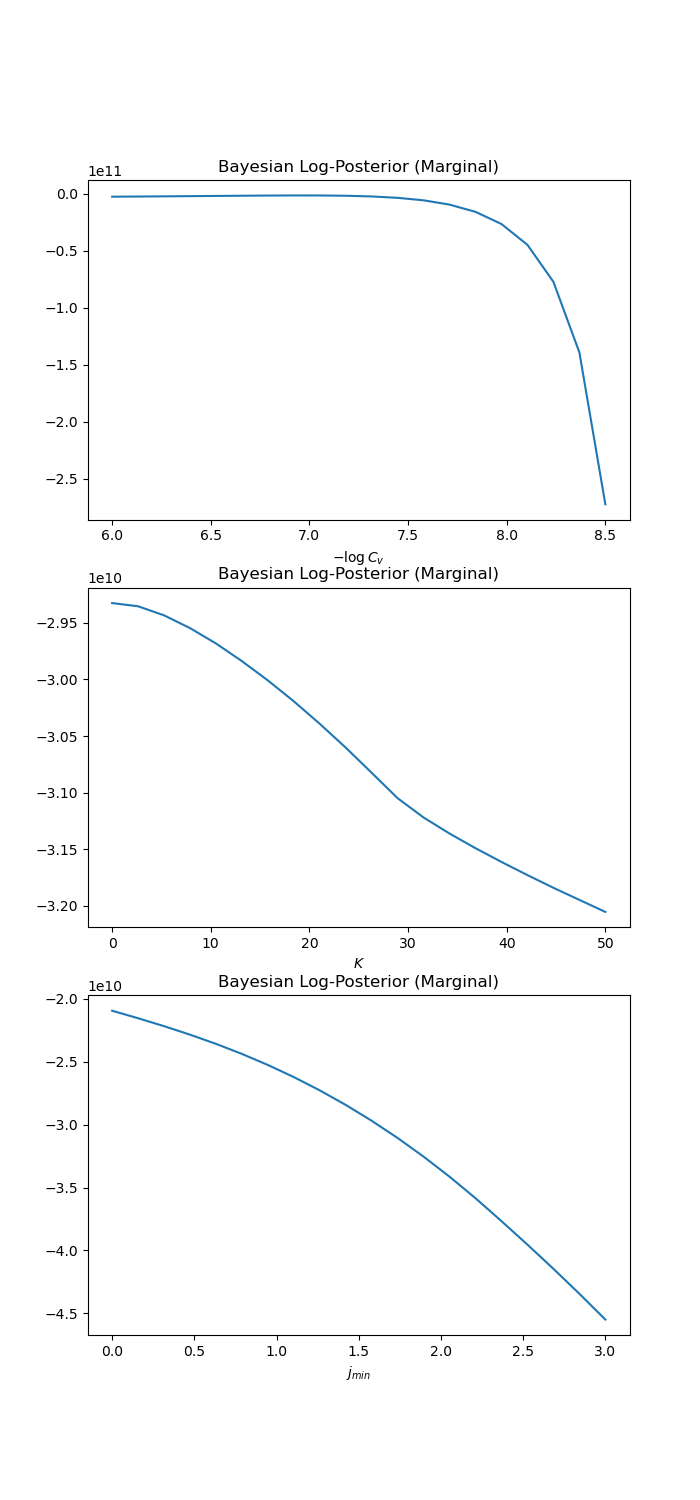 Bayesian Log-Posterior (Marginal)
1e11
0.0
−0.5
−1.0
−1.5
−2.0
−2.5
6.0 6.5 7.0 7.5 8.0 8.5
−log C_v
Bayesian Log-Posterior (Marginal)
1e10
−2.95
−3.00
−3.05
−3.10
−3.15
−3.20
0 10 20 30 40 50
K
Bayesian Log-Posterior (Marginal)
1e10
−2.0
−2.5
−3.0
−3.5
−4.0
−4.5
0.0 0.5 1.0 1.5 2.0 2.5 3.0
j_min